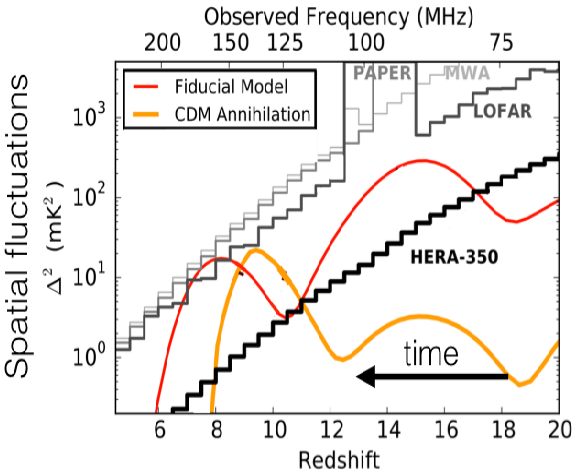 Observed Frequency (MHz)
200 150 125 100 75
Spatial fluctuations
Δ² (mK²)
10³
10²
10¹
10⁰
Fiducial Model
CDM Annihilation
PAPER
MWA
LOFAR
HERA-350
time
6 8 10 12 14 16 18 20
Redshift